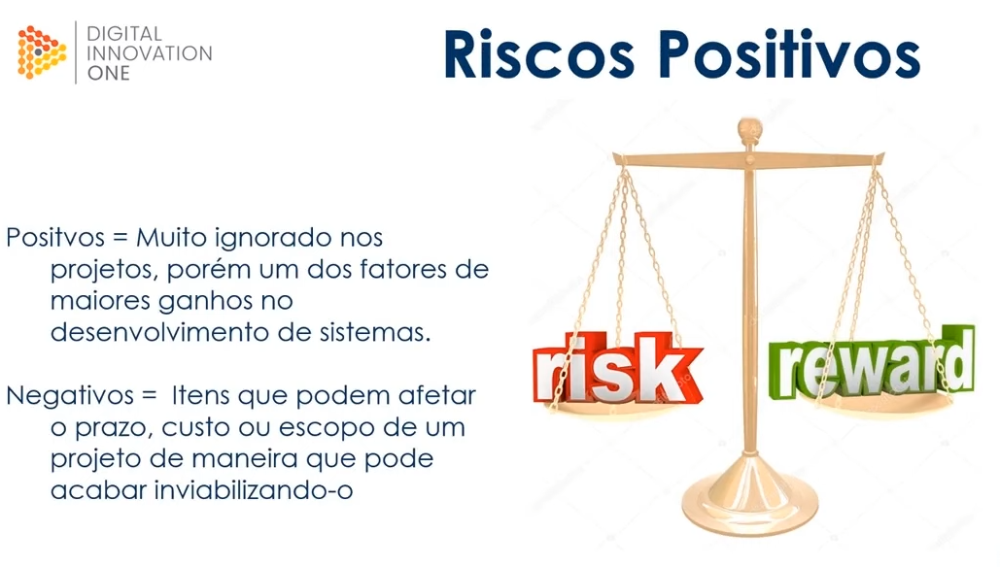 DIGITAL
INNOVATION
ONE
Riscos Positivos
Positvos = Muito ignorado nos
projetos, porém um dos fatores de
maiores ganhos no
desenvolvimento de sistemas.
Negativos = Itens que podem afetar
o prazo, custo ou escopo de um
projeto de maneira que pode
acabar inviabilizando-o
risk
reward